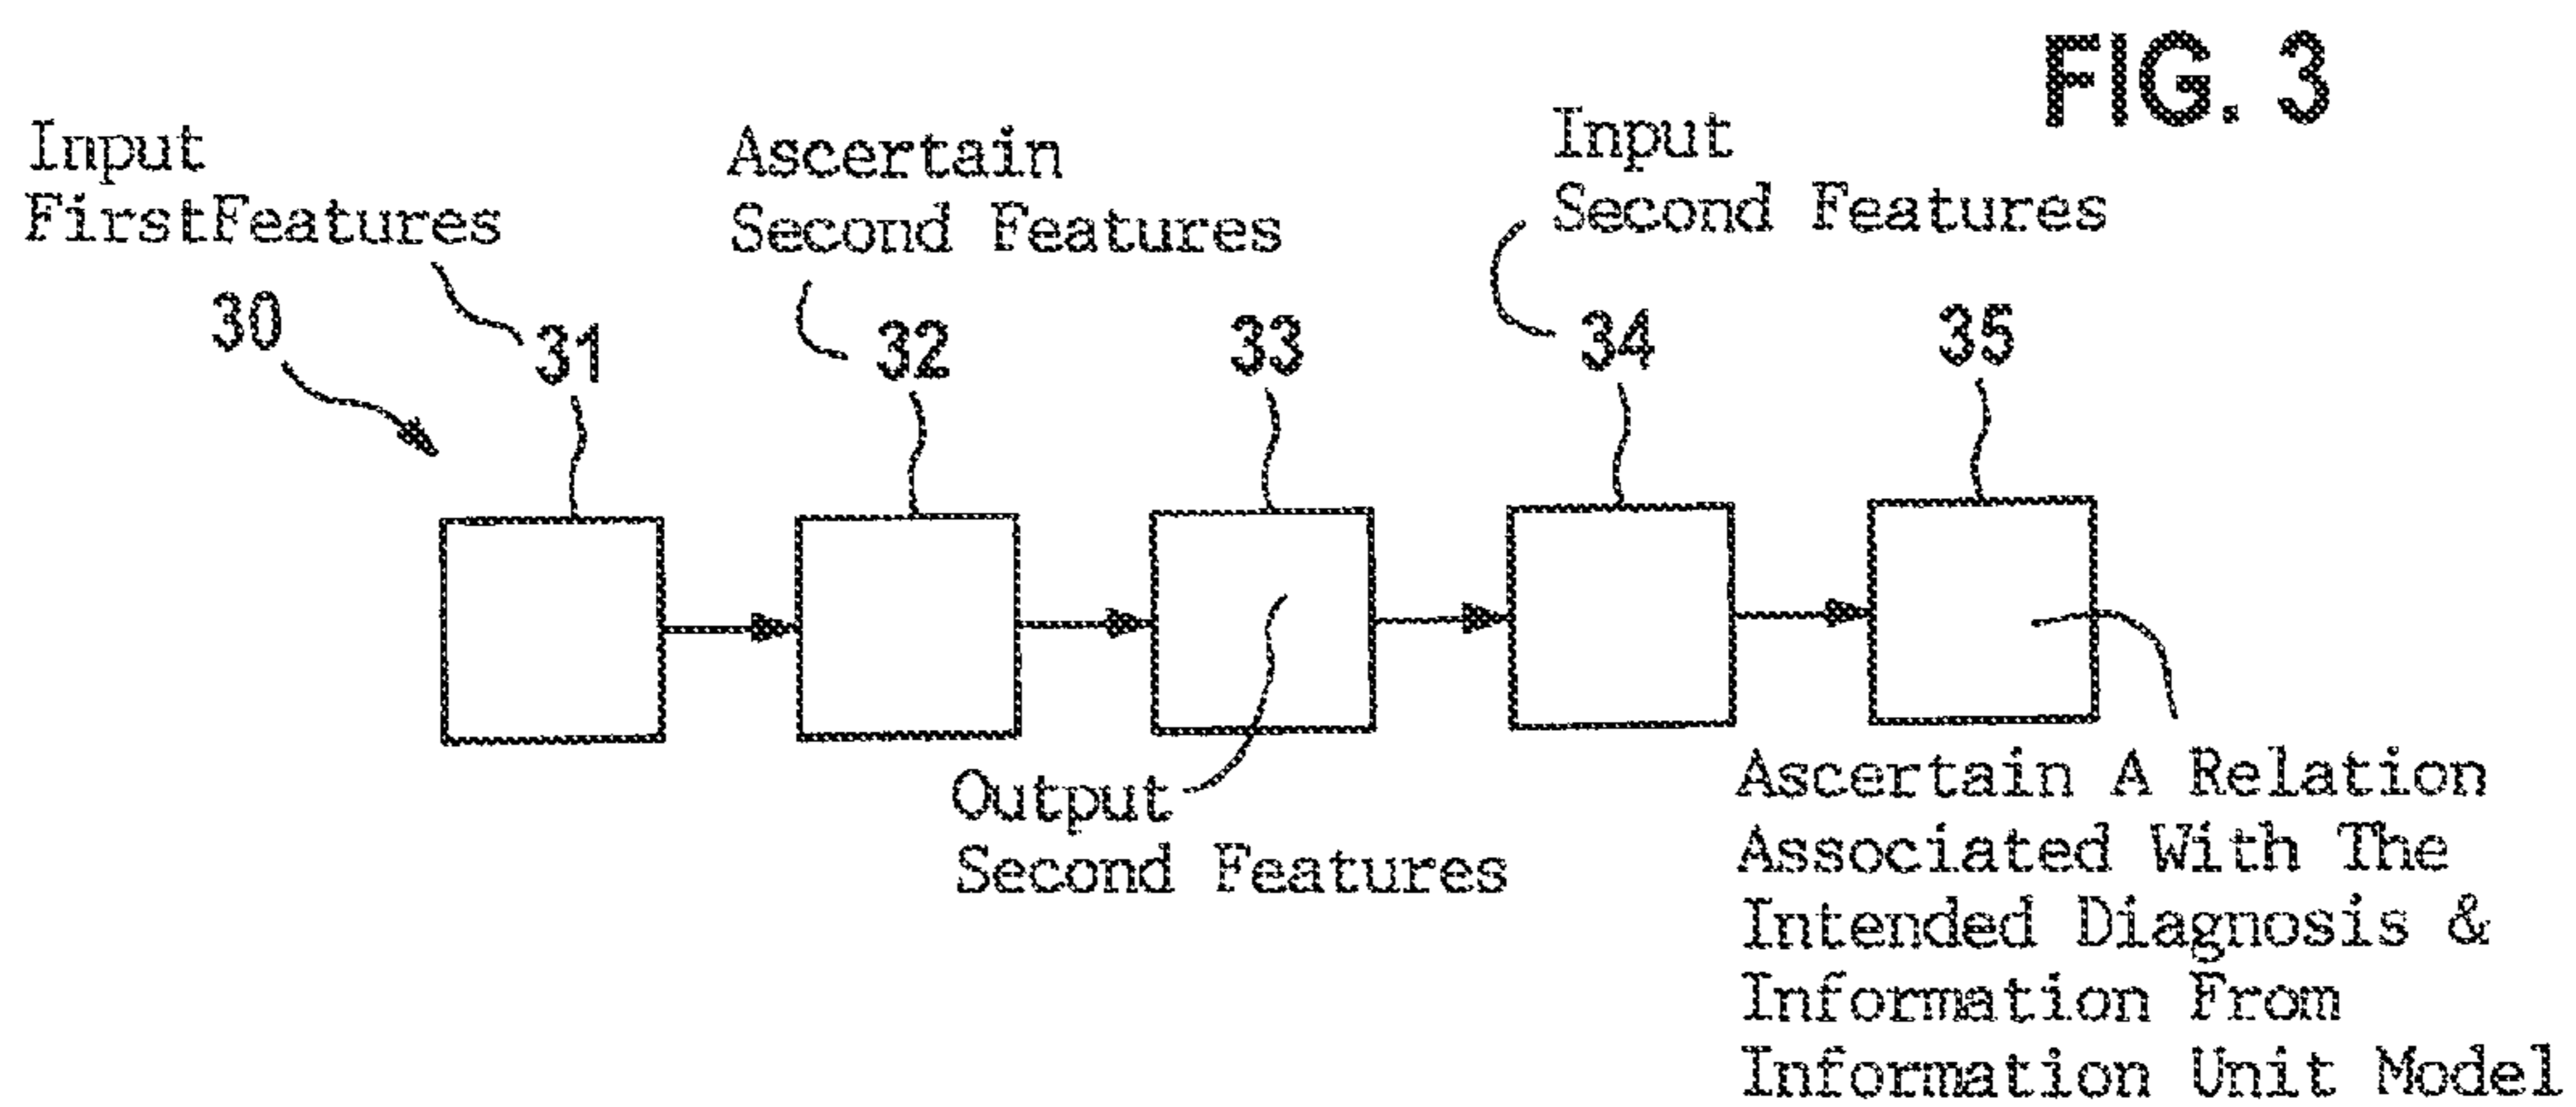 FIG. 3
Input
FirstFeatures
Ascertain
Second Features
Input
Second Features
30
31
32
33
34
35
Output
Second Features
Ascertain A Relation
Associated With The
Intended Diagnosis &
Information From
Information Unit Model